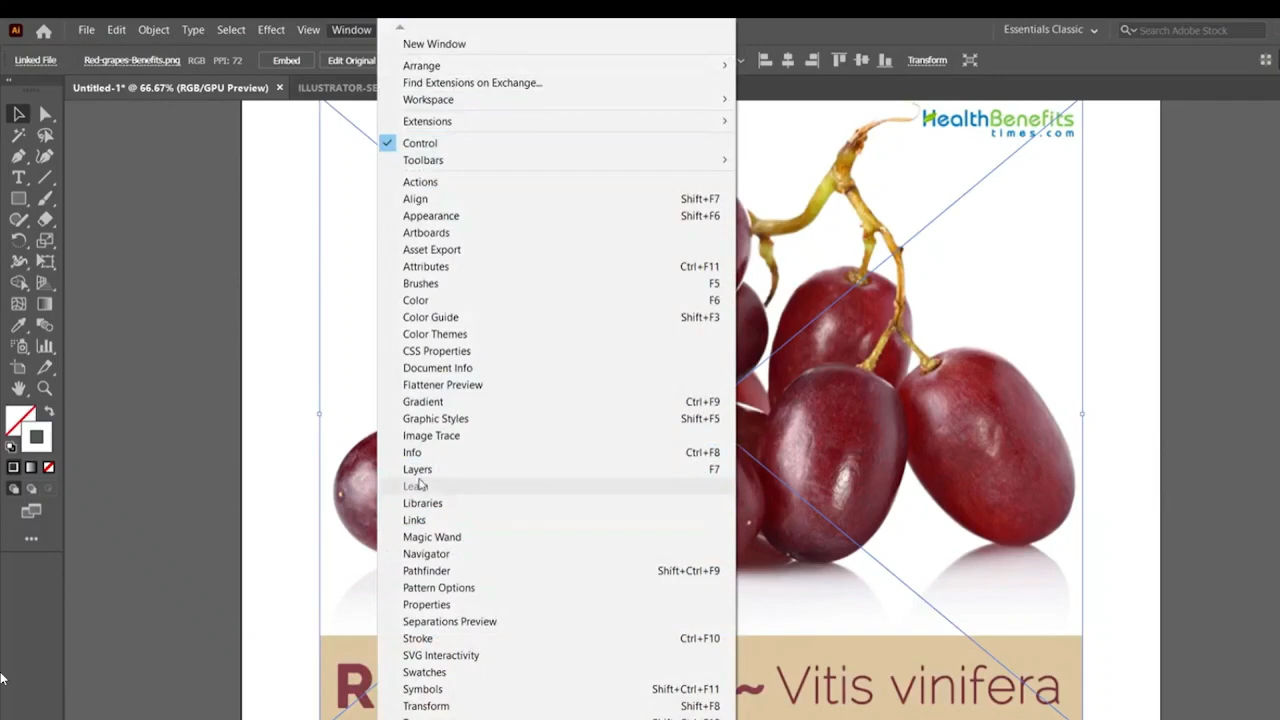 Ai File Edit Object Type Select Effect View Window Essentials Classic Search Adobe Stock
Linked File Red-grapes-Benefits.png RGB PPI: 72 Embed Edit Original Transform
Untitled-1* @ 66.67% (RGB/GPU Preview) × ILLUSTRATOR-SE
New Window
Arrange
Find Extensions on Exchange...
Workspace
Extensions
Control
Toolbars
Actions
Align Shift+F7
Appearance Shift+F6
Artboards
Asset Export
Attributes Ctrl+F11
Brushes F5
Color F6
Color Guide Shift+F3
Color Themes
CSS Properties
Document Info
Flattener Preview
Gradient Ctrl+F9
Graphic Styles Shift+F5
Image Trace
Info Ctrl+F8
Layers F7
Learn
Libraries
Links
Magic Wand
Navigator
Pathfinder Shift+Ctrl+F9
Pattern Options
Properties
Separations Preview
Stroke Ctrl+F10
SVG Interactivity
Swatches
Symbols Shift+Ctrl+F11
Transform Shift+F8
HealthBenefits
times.com
R ~ Vitis vinifera